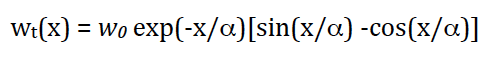 wt(x) = w0 exp(-x/α)[sin(x/α) -cos(x/α)]